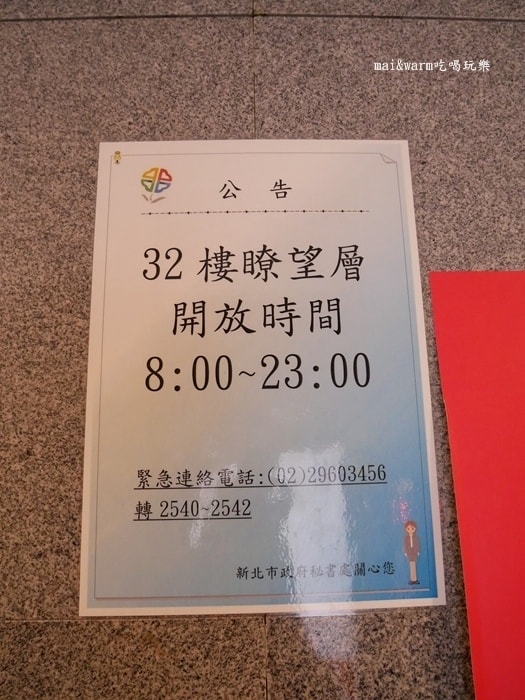 mai&warm吃喝玩樂
公 告
32 樓瞭望層
開放時間
8:00~23:00
緊急連絡電話:(02)29603456
轉 2540~2542
新北市政府秘書處關心您